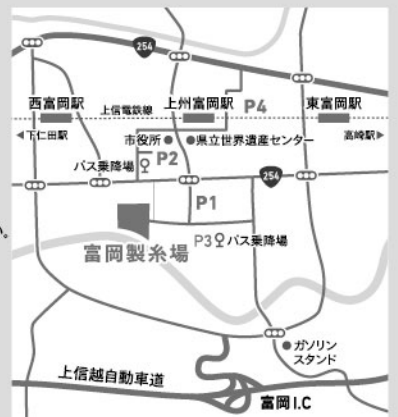 254
西富岡駅
上信電鉄線
上州富岡駅
P4
東富岡駅
◀下仁田駅
市役所
県立世界遺産センター
高崎駅▶
バス乗降場
P2
254
い。
P1
P3
バス乗降場
富岡製糸場
ガソリン
スタンド
上信越自動車道
富岡I.C